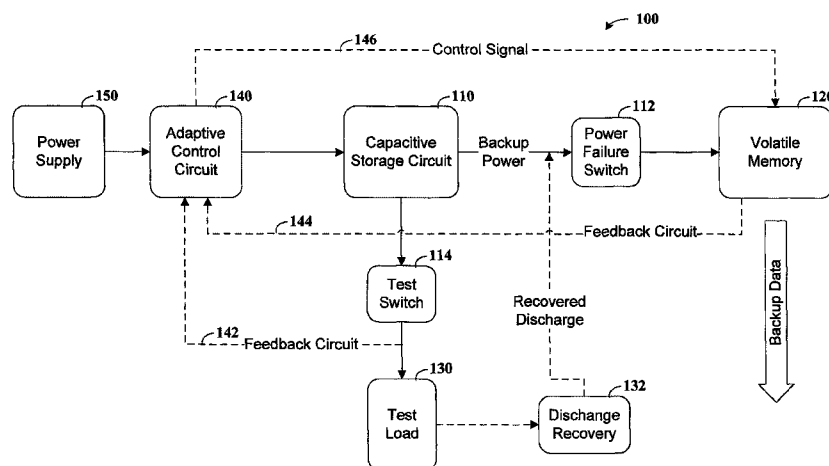 100
146
Control Signal
150
140
110
112
120
Power
Supply
Adaptive
Control
Circuit
Capacitive
Storage Circuit
Backup
Power
Power
Failure
Switch
Volatile
Memory
144
Feedback Circuit
114
Test
Switch
Recovered
Discharge
Backup Data
142
Feedback Circuit
130
132
Test
Load
Discharge
Recovery